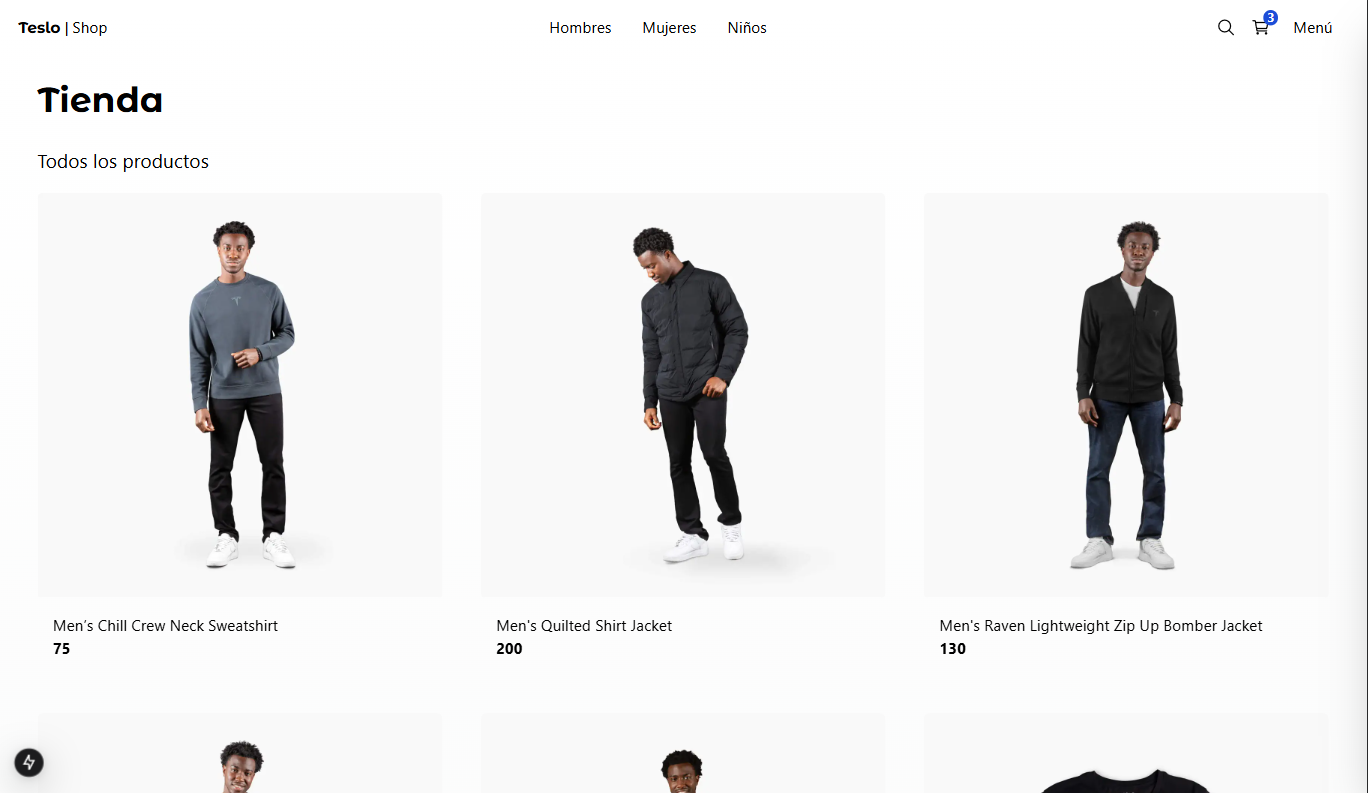 Teslo | Shop
Hombres
Mujeres
Niños
3
Menú
Tienda
Todos los productos
Men’s Chill Crew Neck Sweatshirt
75
Men's Quilted Shirt Jacket
200
Men's Raven Lightweight Zip Up Bomber Jacket
130